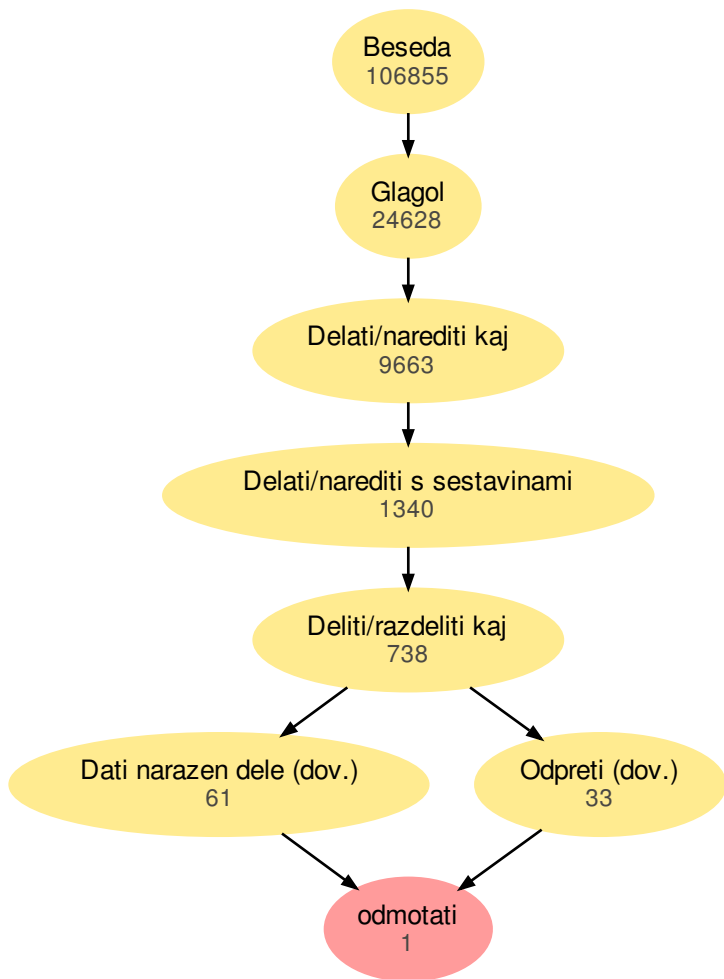 Beseda
106855
Glagol
24628
Delati/narediti kaj
9663
Delati/narediti s sestavinami
1340
Deliti/razdeliti kaj
738
Dati narazen dele (dov.)
61
Odpreti (dov.)
33
odmotati
1